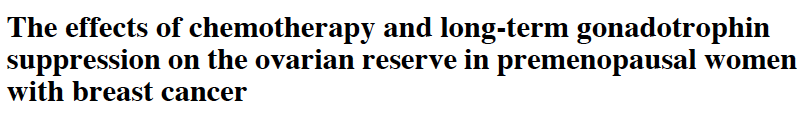 The effects of chemotherapy and long-term gonadotrophin
suppression on the ovarian reserve in premenopausal women
with breast cancer